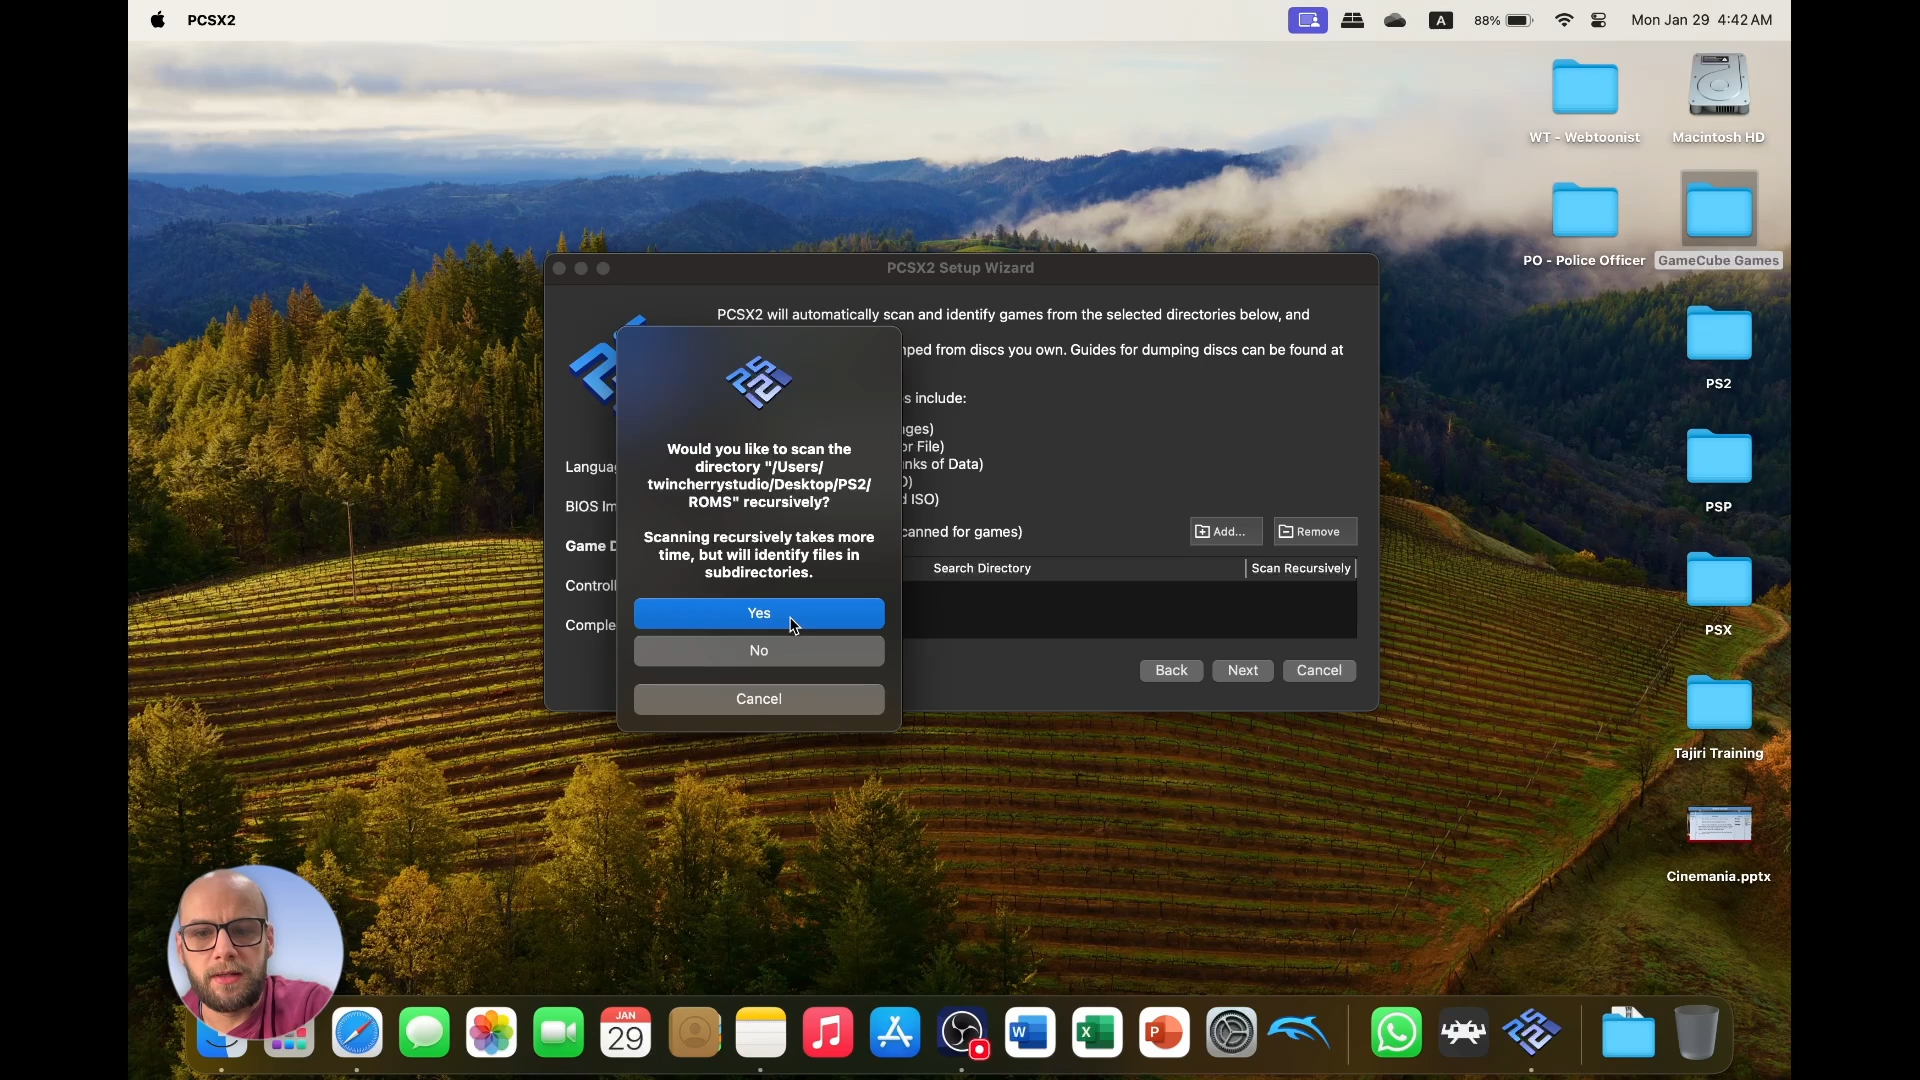 PCSX2
A
88%
Mon Jan 29 4:42 AM
WT - Webtoonist
Macintosh HD
PO - Police Officer
GameCube Games
PS2
PSP
PSX
Tajiri Training
Cinemania.pptx
PCSX2 Setup Wizard
PCSX2 will automatically scan and identify games from the selected directories below, and
ped from discs you own. Guides for dumping discs can be found at
s include:
ges)
or File)
nks of Data)
)
ISO)
canned for games)
Add...
Remove
Search Directory
Scan Recursively
Langua
BIOS Im
Game D
Controll
Comple
Back
Next
Cancel
Would you like to scan the
directory "/Users/
twincherrystudio/Desktop/PS2/
ROMS" recursively?
Scanning recursively takes more
time, but will identify files in
subdirectories.
Yes
No
Cancel
JAN
29
W
X
P